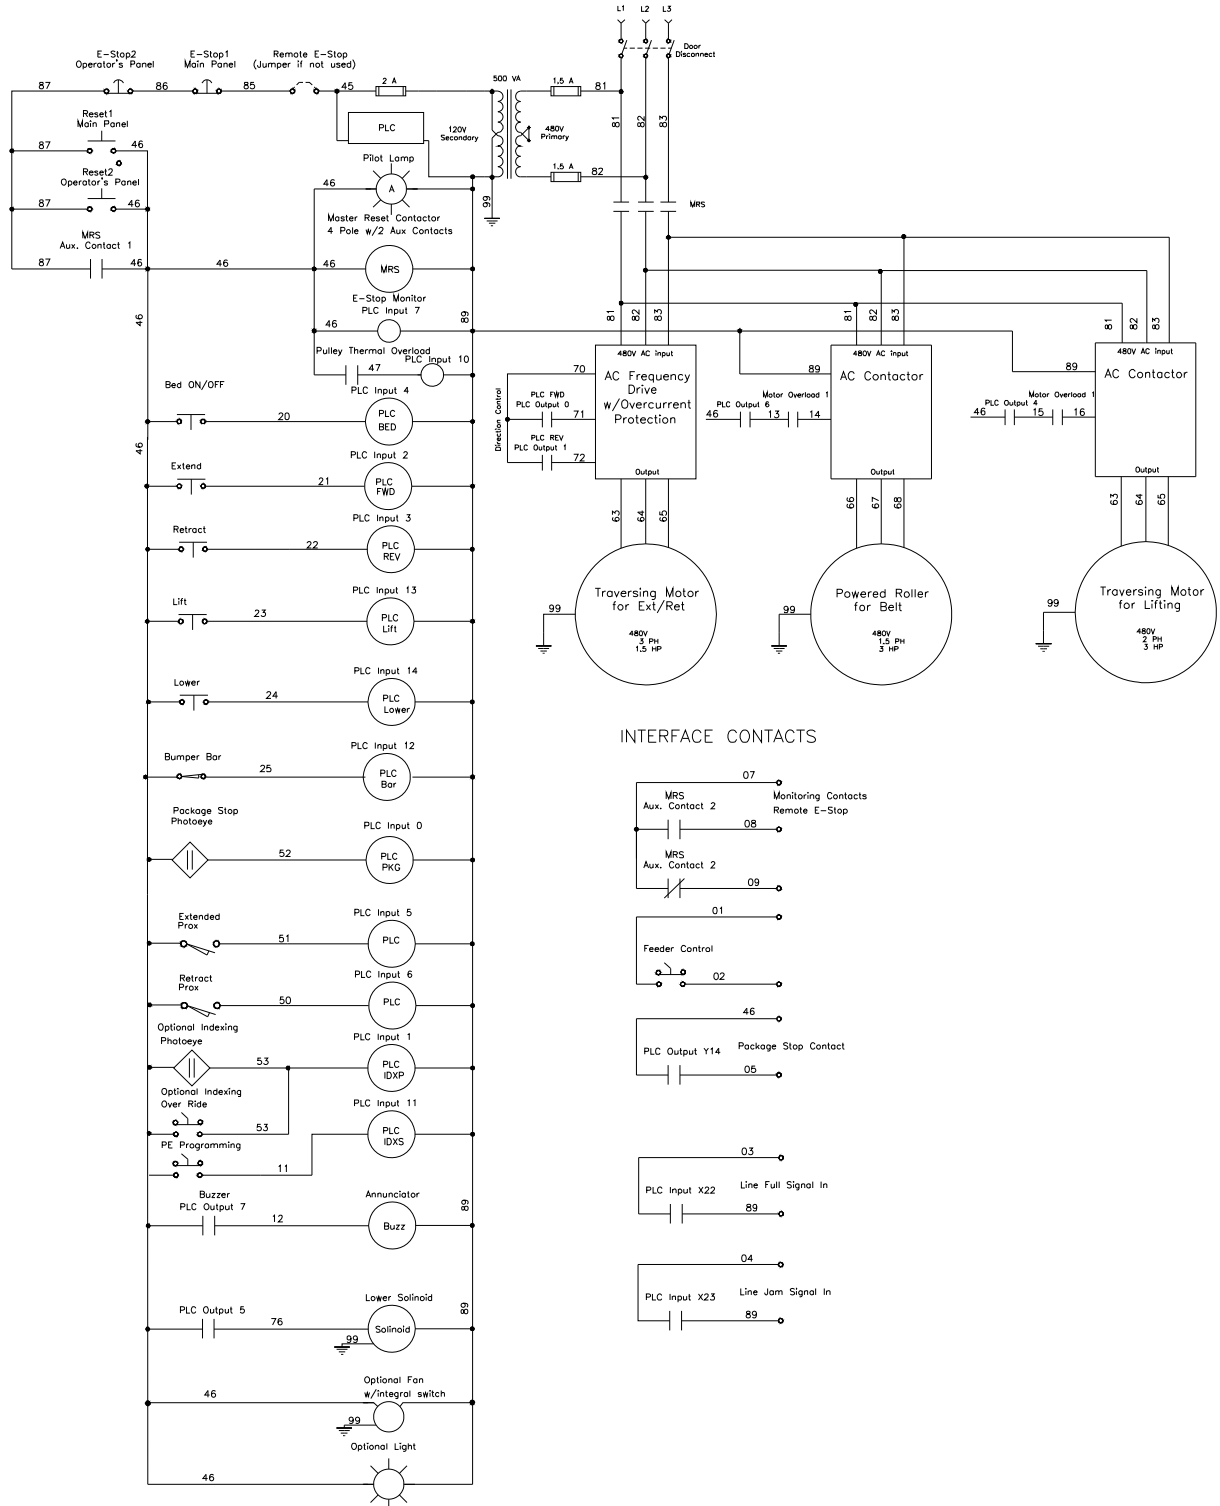 L1 L2 L3
Door
Disconnect
E-Stop2
Operator's Panel
E-Stop1
Main Panel
Remote E-Stop
(Jumper if not used)
87 86 85 45
2 A
500 VA
1.5 A
81
81
82
83
PLC
120V
Secondary
480V
Primary
1.5 A
82
Reset1
Main Panel
87 46
Reset2
Operator's Panel
87 46
Pilot Lamp
46
A
99
MRS
Master Reset Contactor
4 Pole w/2 Aux Contacts
MRS
Aux. Contact 1
87 46 46 46
MRS
E-Stop Monitor
PLC Input 7
46
46
89
Pulley Thermal Overload
47
PLC Input 10
81 82 83
81 82 83
81 82 83
480V AC input
AC Frequency
Drive
w/Overcurrent
Protection
Output
70
PLC FWD
PLC Output 0
71
PLC REV
PLC Output 1
72
Direction Control
480V AC input
89
AC Contactor
Motor Overload 1
PLC Output 6
46 13 14
Output
480V AC input
89
AC Contactor
Motor Overload 1
PLC Output 4
46 15 16
Output
63 64 65
66 67 68
63 64 65
99
Traversing Motor
for Ext/Ret
480V
3 PH
1.5 HP
99
Powered Roller
for Belt
480V
1.5 PH
3 HP
99
Traversing Motor
for Lifting
480V
2 PH
3 HP
Bed ON/OFF
20
PLC Input 4
PLC
BED
46
Extend
21
PLC Input 2
PLC
FWD
Retract
22
PLC Input 3
PLC
REV
Lift
23
PLC Input 13
PLC
Lift
Lower
24
PLC Input 14
PLC
Lower
Bumper Bar
25
PLC Input 12
PLC
Bar
Package Stop
Photoeye
52
PLC Input 0
PLC
PKG
Extended
Prox
51
PLC Input 5
PLC
Retract
Prox
50
PLC Input 6
PLC
Optional Indexing
Photoeye
53
PLC Input 1
PLC
IDXP
Optional Indexing
Over Ride
53
PLC Input 11
PLC
IDXS
PE Programming
11
Buzzer
PLC Output 7
12
Annunciator
Buzz
89
PLC Output 5
76
Lower Solinoid
Solinoid
99
89
Optional Fan
w/integral switch
46
99
Optional Light
46
INTERFACE CONTACTS
07
MRS
Aux. Contact 2
Monitoring Contacts
Remote E-Stop
08
MRS
Aux. Contact 2
09
01
Feeder Control
02
46
PLC Output Y14
Package Stop Contact
05
03
PLC Input X22
Line Full Signal In
89
04
PLC Input X23
Line Jam Signal In
89